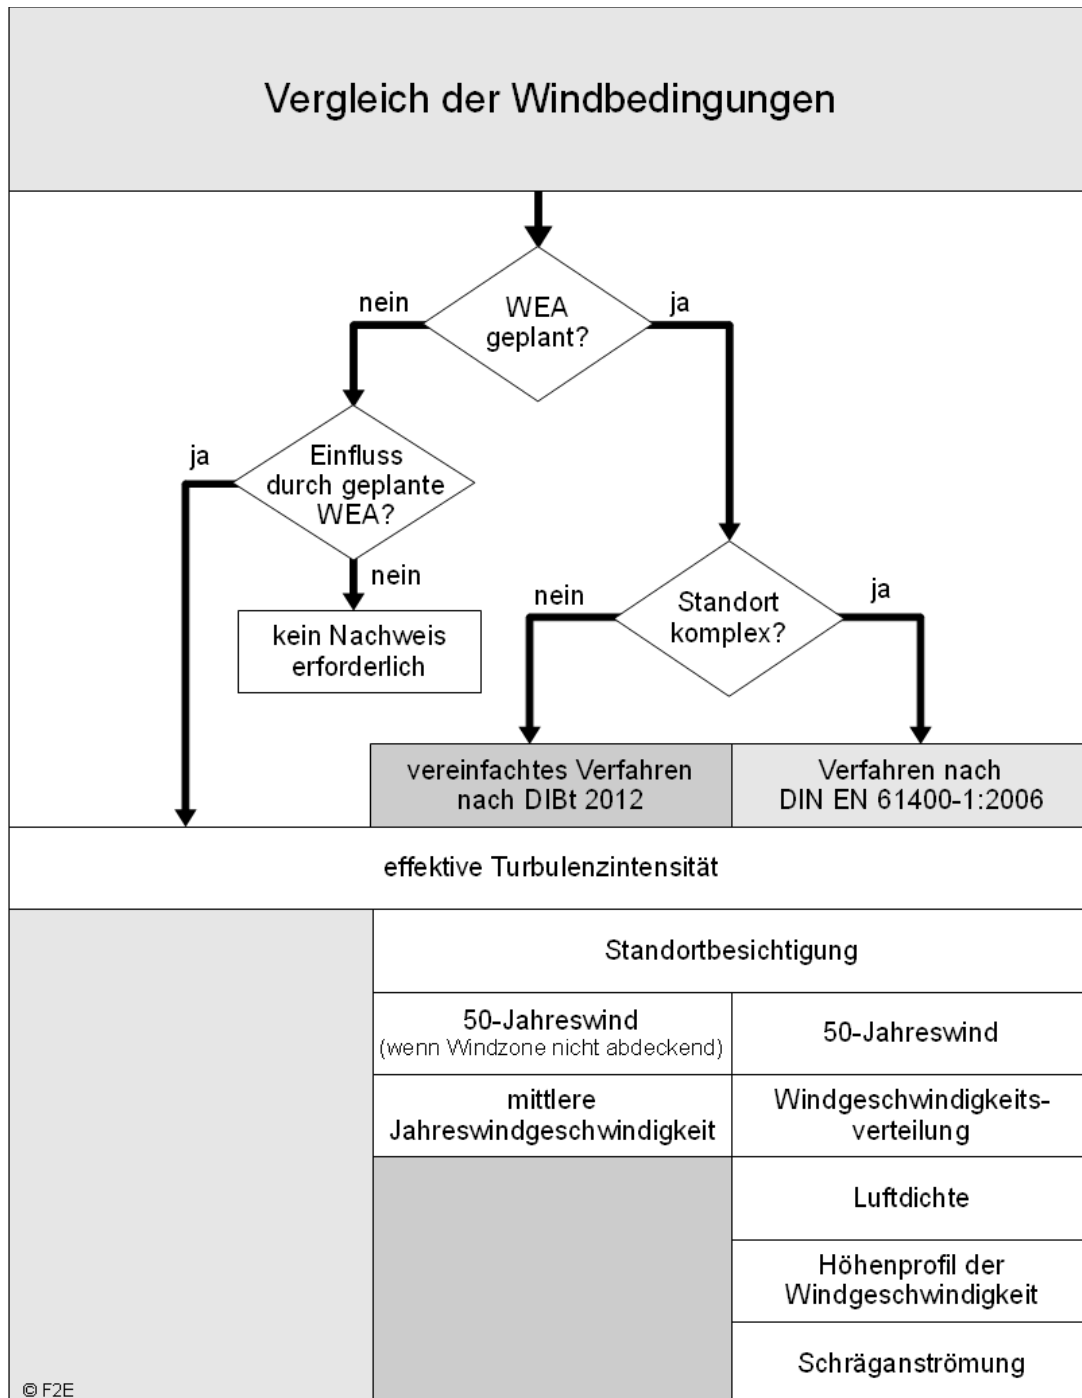 Vergleich der Windbedingungen
nein
WEA
geplant?
ja
ja
Einfluss
durch geplante
WEA?
nein
kein Nachweis
erforderlich
nein
Standort
komplex?
ja
vereinfachtes Verfahren
nach DIBt 2012
Verfahren nach
DIN EN 61400-1:2006
effektive Turbulenzintensität
Standortbesichtigung
50-Jahreswind
(wenn Windzone nicht abdeckend)
50-Jahreswind
mittlere
Jahreswindgeschwindigkeit
Windgeschwindigkeits-
verteilung
Luftdichte
Höhenprofil der
Windgeschwindigkeit
Schräganströmung
© F2E